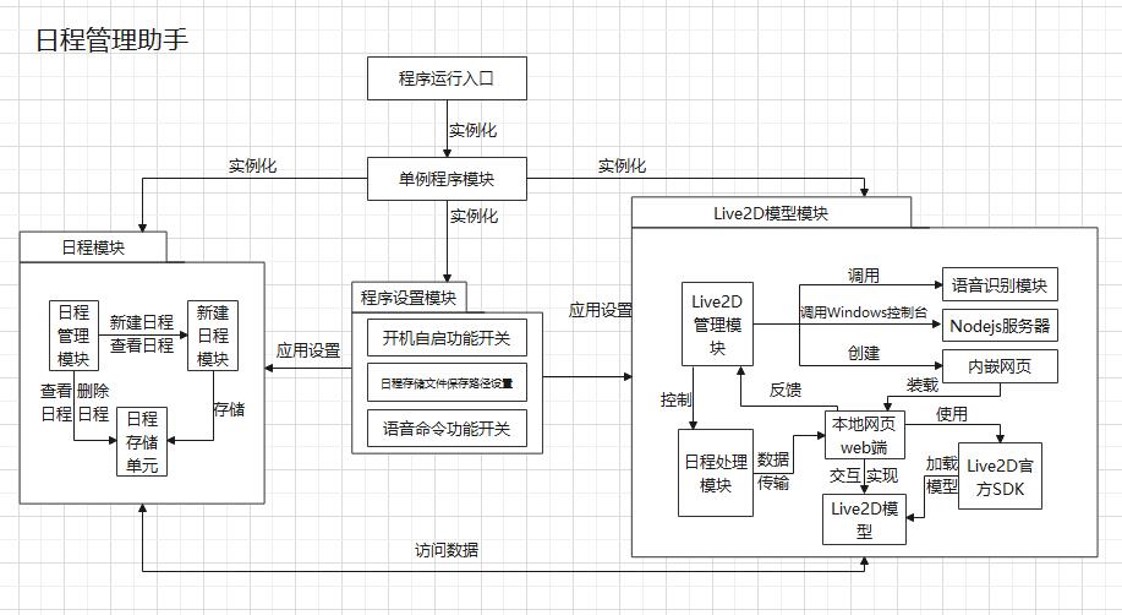 日程管理助手
程序运行入口
实例化
单例程序模块
实例化
实例化
实例化
日程模块
日程
管理
模块
新建日程
查看日程
新建
日程
模块
查看
日程
删除
日程
存储
日程
存储
单元
应用设置
程序设置模块
开机自启功能开关
日程存储文件保存路径设置
语音命令功能开关
应用设置
Live2D模型模块
Live2D
管理模
块
调用
语音识别模块
调用Windows控制台
Nodejs服务器
创建
内嵌网页
装载
反馈
控制
日程处理
模块
数据
传输
本地网页
web端
使用
交互
实现
加载
模型
Live2D官
方SDK
Live2D模
型
访问数据